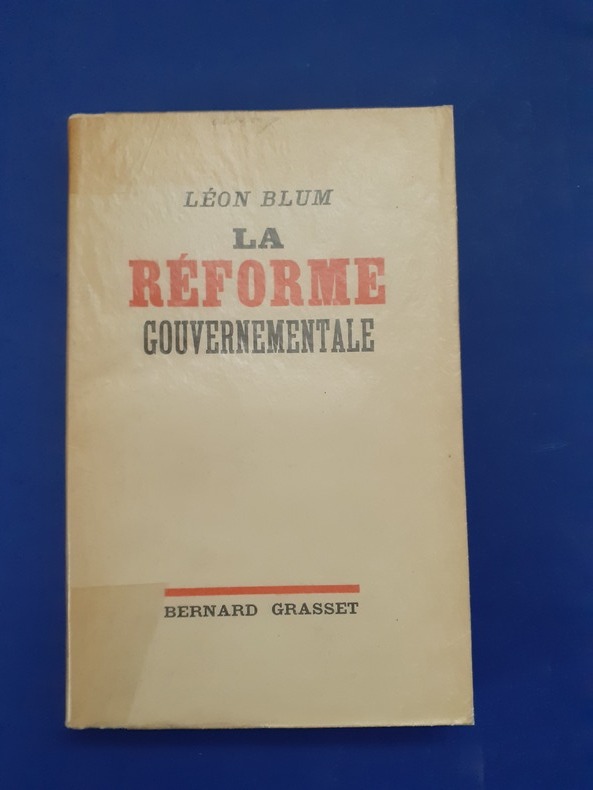 LÉON BLUM
LA
RÉFORME
GOUVERNEMENTALE
BERNARD GRASSET